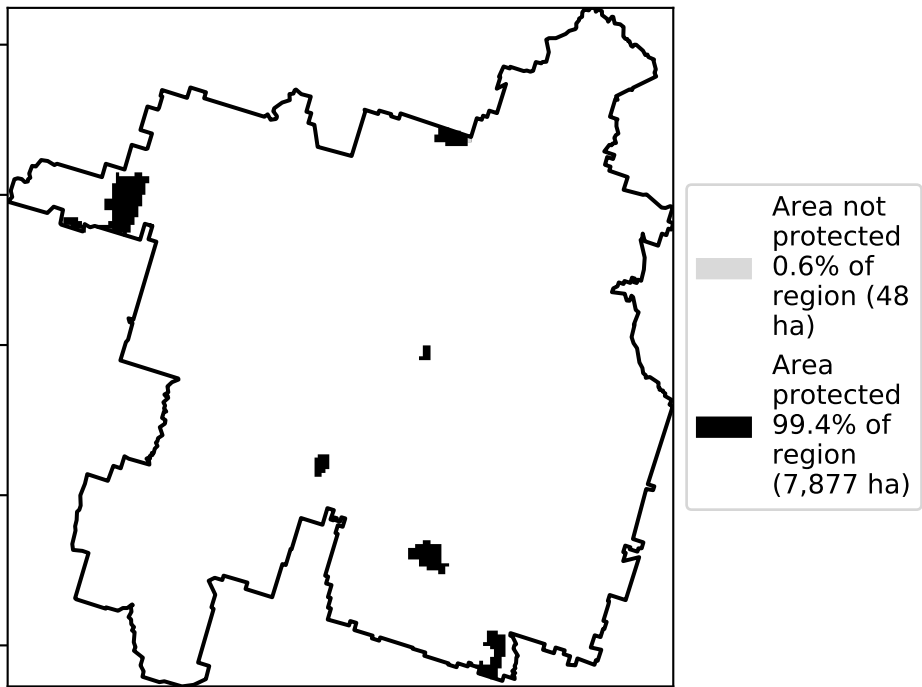 Area not
protected
0.6% of
region (48
ha)
Area
protected
99.4% of
region
(7,877 ha)